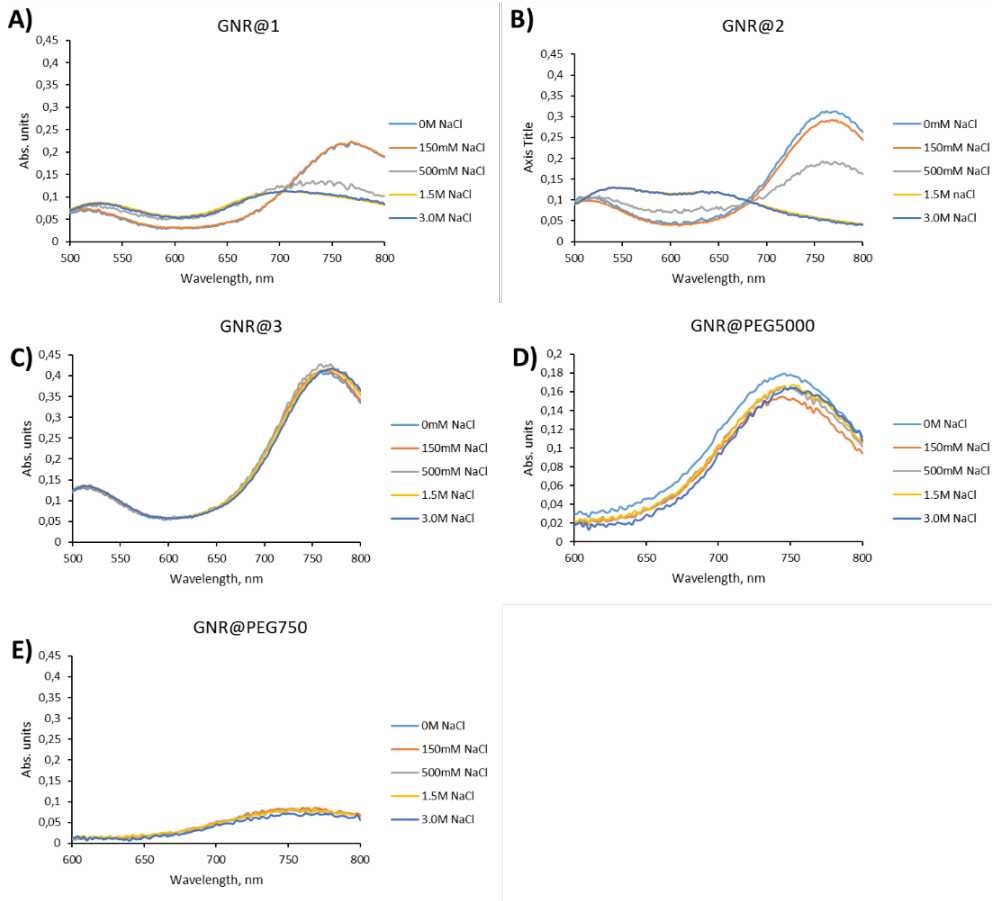 A)
GNR@1
0,45
0,4
0,35
0,3
0,25
0,2
0,15
0,1
0,05
0
Abs. units
500
550
600
650
700
750
800
Wavelength, nm
0M NaCl
150mM NaCl
500mM NaCl
1.5M NaCl
3.0M NaCl
B)
GNR@2
0,45
0,4
0,35
0,3
0,25
0,2
0,15
0,1
0,05
0
Axis Title
500
550
600
650
700
750
800
Wavelength, nm
0mM NaCl
150mM NaCl
500mM NaCl
1.5M naCl
3.0M NaCl
C)
GNR@3
0,45
0,4
0,35
0,3
0,25
0,2
0,15
0,1
0,05
0
Abs. units
500
550
600
650
700
750
800
Wavelength, nm
0mM NaCl
150mM NaCl
500mM NaCl
1.5M NaCl
3.0M NaCl
D)
GNR@PEG5000
0,2
0,18
0,16
0,14
0,12
0,1
0,08
0,06
0,04
0,02
0
Abs. units
600
650
700
750
800
Wavelength, nm
0M NaCl
150mM NaCl
500mM NaCl
1.5M NaCl
3.0M NaCl
E)
GNR@PEG750
0,45
0,4
0,35
0,3
0,25
0,2
0,15
0,1
0,05
0
Abs. units
600
650
700
750
800
Wavelength, nm
0M NaCl
150mM NaCl
500mM NaCl
1.5M NaCl
3.0M NaCl